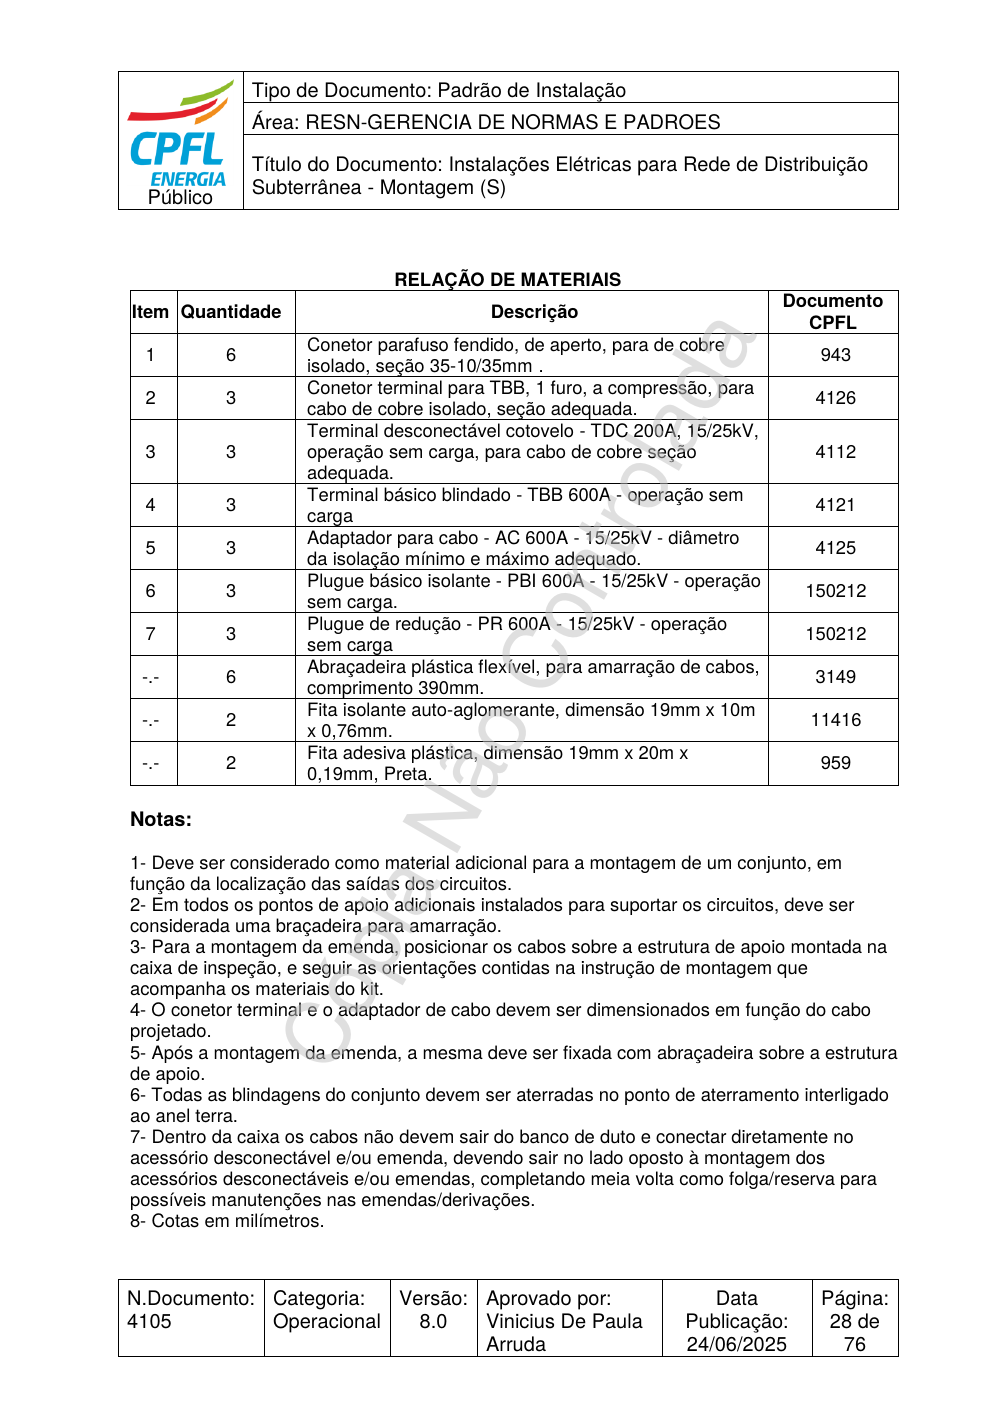 CPFL
ENERGIA
Público
Tipo de Documento: Padrão de Instalação
Área: RESN-GERENCIA DE NORMAS E PADROES
Título do Documento: Instalações Elétricas para Rede de Distribuição
Subterrânea - Montagem (S)
RELAÇÃO DE MATERIAIS
Item Quantidade Descrição Documento
CPFL
1 6 Conetor parafuso fendido, de aperto, para de cobre
isolado, seção 35-10/35mm . 943
2 3 Conetor terminal para TBB, 1 furo, a compressão, para
cabo de cobre isolado, seção adequada. 4126
3 3 Terminal desconectável cotovelo - TDC 200A, 15/25kV,
operação sem carga, para cabo de cobre seção
adequada. 4112
4 3 Terminal básico blindado - TBB 600A - operação sem
carga 4121
5 3 Adaptador para cabo - AC 600A - 15/25kV - diâmetro
da isolação mínimo e máximo adequado. 4125
6 3 Plugue básico isolante - PBI 600A - 15/25kV - operação
sem carga. 150212
7 3 Plugue de redução - PR 600A - 15/25kV - operação
sem carga 150212
-.- 6 Abraçadeira plástica flexível, para amarração de cabos,
comprimento 390mm. 3149
-.- 2 Fita isolante auto-aglomerante, dimensão 19mm x 10m
x 0,76mm. 11416
-.- 2 Fita adesiva plástica, dimensão 19mm x 20m x
0,19mm, Preta. 959
Notas:
1- Deve ser considerado como material adicional para a montagem de um conjunto, em
função da localização das saídas dos circuitos.
2- Em todos os pontos de apoio adicionais instalados para suportar os circuitos, deve ser
considerada uma braçadeira para amarração.
3- Para a montagem da emenda, posicionar os cabos sobre a estrutura de apoio montada na
caixa de inspeção, e seguir as orientações contidas na instrução de montagem que
acompanha os materiais do kit.
4- O conetor terminal e o adaptador de cabo devem ser dimensionados em função do cabo
projetado.
5- Após a montagem da emenda, a mesma deve ser fixada com abraçadeira sobre a estrutura
de apoio.
6- Todas as blindagens do conjunto devem ser aterradas no ponto de aterramento interligado
ao anel terra.
7- Dentro da caixa os cabos não devem sair do banco de duto e conectar diretamente no
acessório desconectável e/ou emenda, devendo sair no lado oposto à montagem dos
acessórios desconectáveis e/ou emendas, completando meia volta como folga/reserva para
possíveis manutenções nas emendas/derivações.
8- Cotas em milímetros.
Cópia Não Controlada
N.Documento: Categoria: Versão: Aprovado por: Data Página:
4105 Operacional 8.0 Vinicius De Paula Publicação: 28 de
Arruda 24/06/2025 76